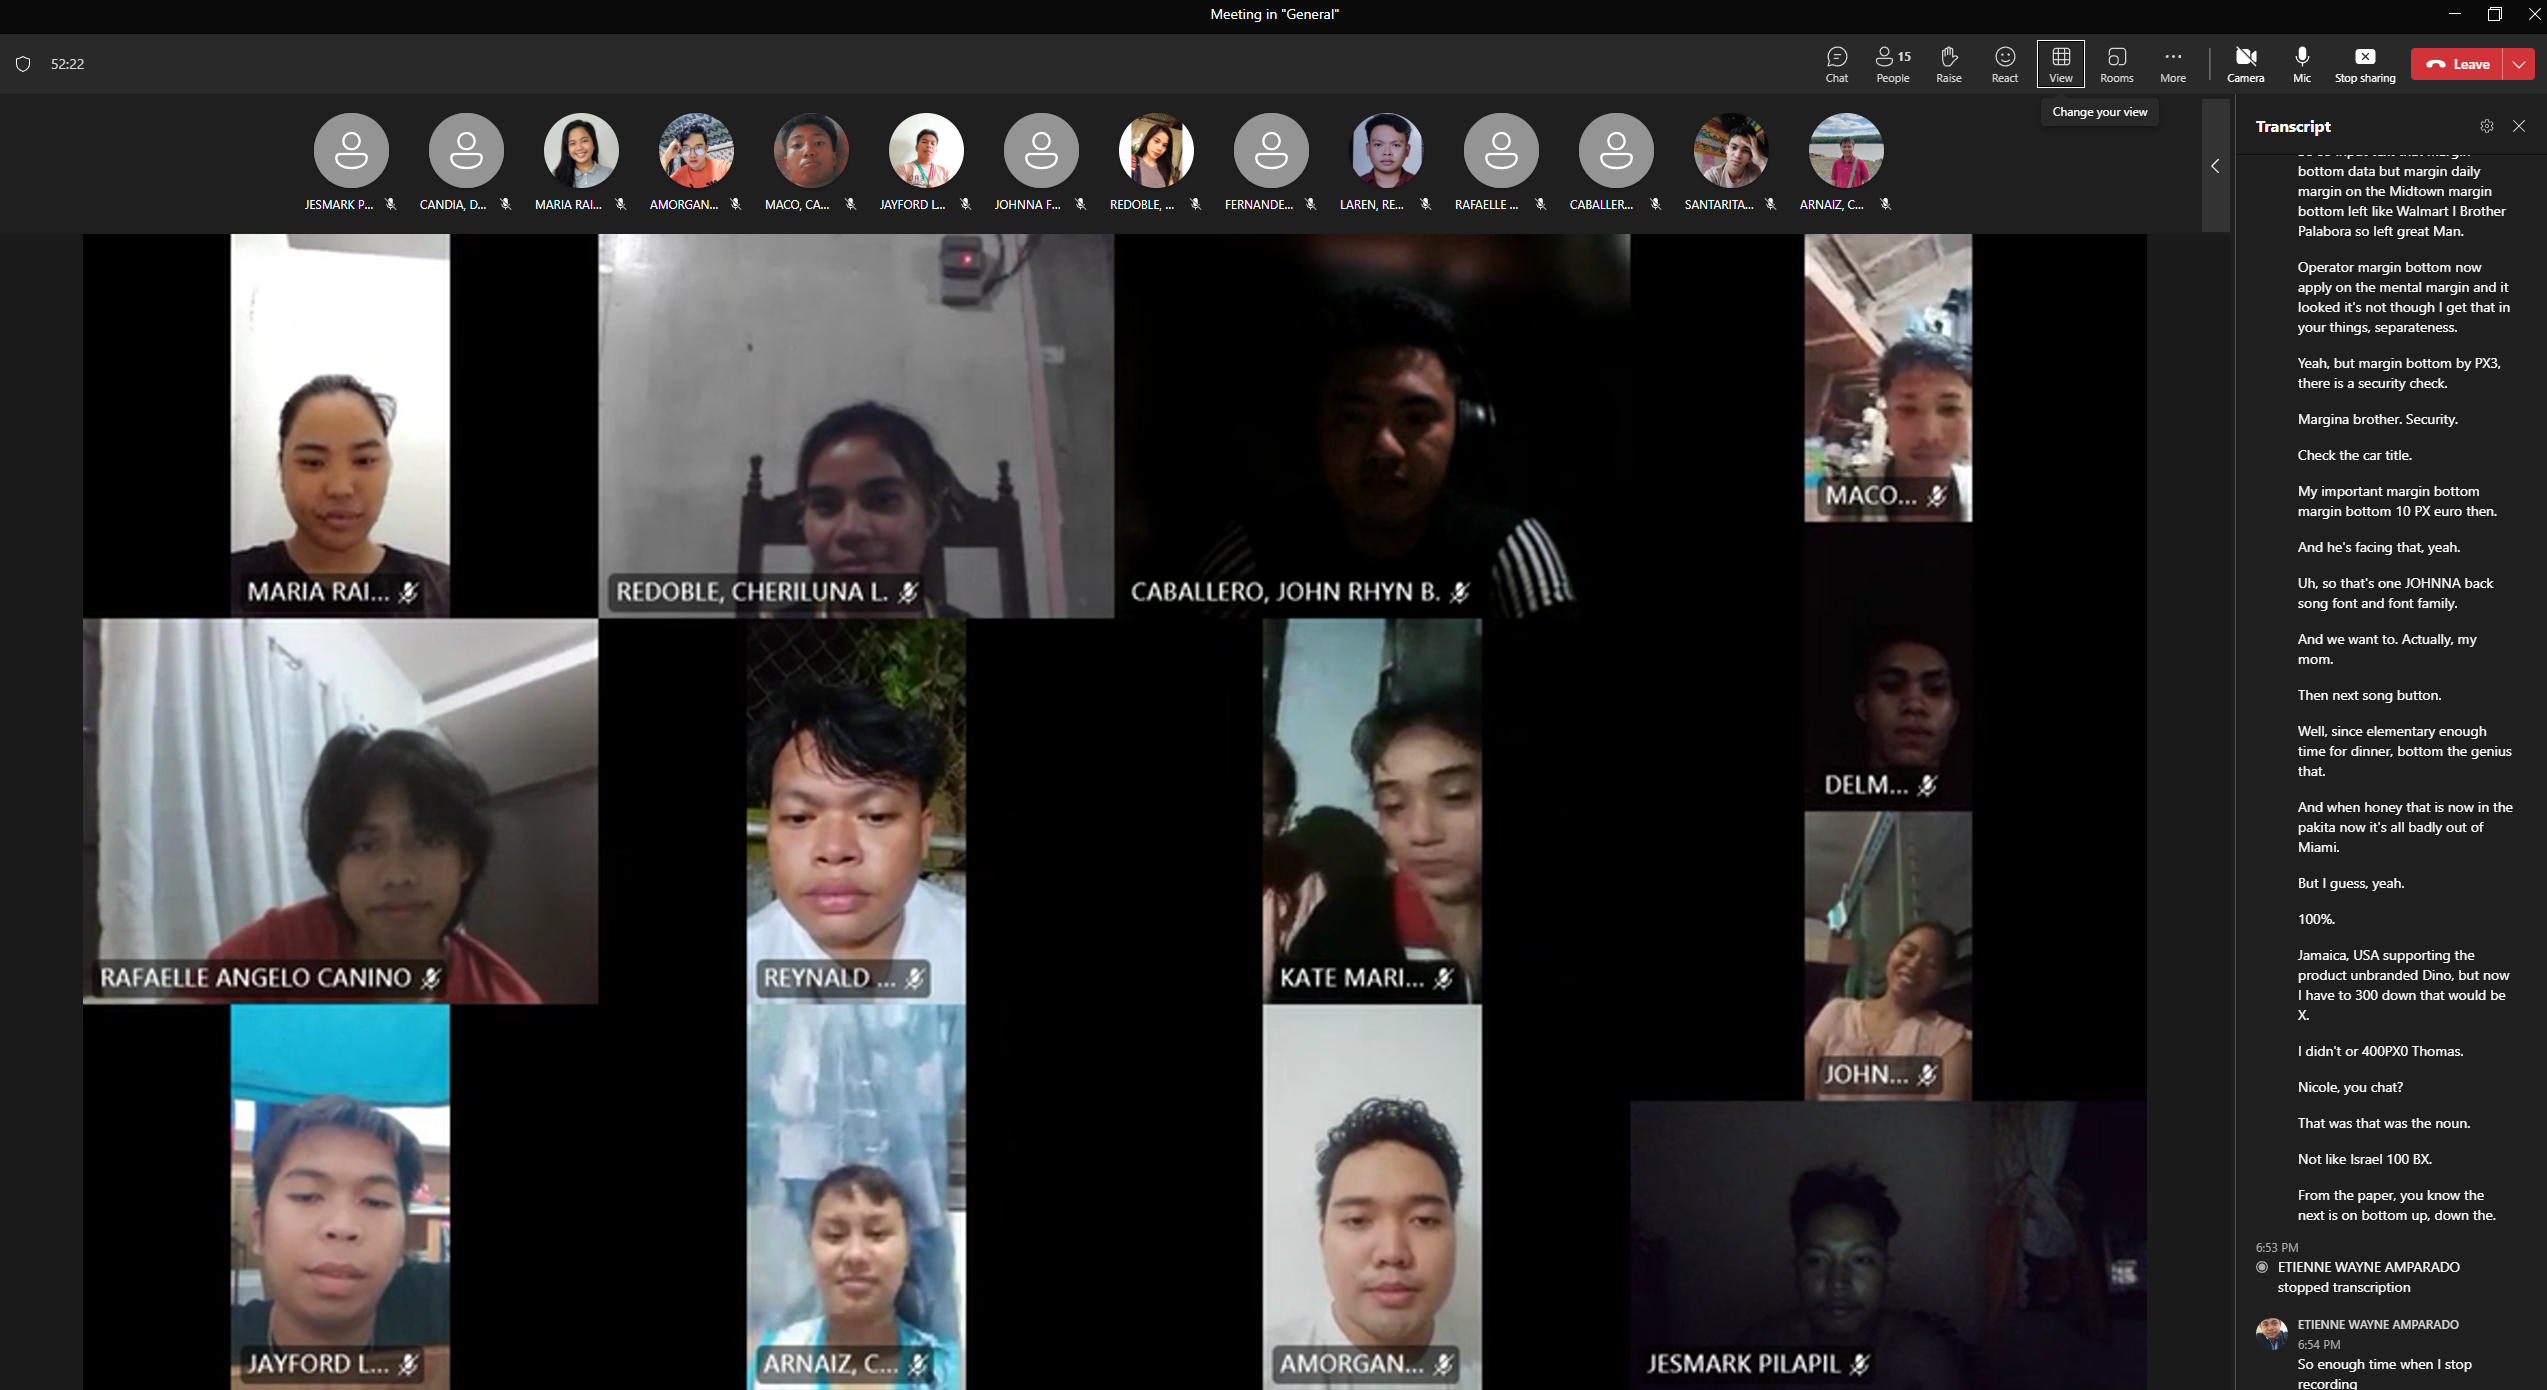 Meeting in "General"
52:22
Chat
15
People
Raise
React
View
Rooms
More
Camera
Mic
Stop sharing
Leave
Change your view
JESMARK P...
CANDIA, D...
MARIA RAI...
AMORGAN...
MACO, CA...
JAYFORD L...
JOHNNA F...
REDOBLE, ...
FERNANDE...
LAREN, RE...
RAFAELLE ...
CABALLER...
SANTARITA...
ARNAIZ, C...
MARIA RAI...
REDOBLE, CHERILUNA L.
CABALLERO, JOHN RHYN B.
MACO...
DELM...
RAFAELLE ANGELO CANINO
REYNALD ...
KATE MARI...
JOHN...
JAYFORD L...
ARNAIZ, C...
AMORGAN...
JESMARK PILAPIL
Transcript
bottom data but margin daily
margin on the Midtown margin
bottom left like Walmart I Brother
Palabora so left great Man.
Operator margin bottom now
apply on the mental margin and it
looked it's not though I get that in
your things, separateness.
Yeah, but margin bottom by PX3,
there is a security check.
Margina brother. Security.
Check the car title.
My important margin bottom
margin bottom 10 PX euro then.
And he's facing that, yeah.
Uh, so that's one JOHNNA back
song font and font family.
And we want to. Actually, my
mom.
Then next song button.
Well, since elementary enough
time for dinner, bottom the genius
that.
And when honey that is now in the
pakita now it's all badly out of
Miami.
But I guess, yeah.
100%.
Jamaica, USA supporting the
product unbranded Dino, but now
I have to 300 down that would be
X.
I didn't or 400PX0 Thomas.
Nicole, you chat?
That was that was the noun.
Not like Israel 100 BX.
From the paper, you know the
next is on bottom up, down the.
6:53 PM
ETIENNE WAYNE AMPARADO
stopped transcription
ETIENNE WAYNE AMPARADO
6:54 PM
So enough time when I stop
recording